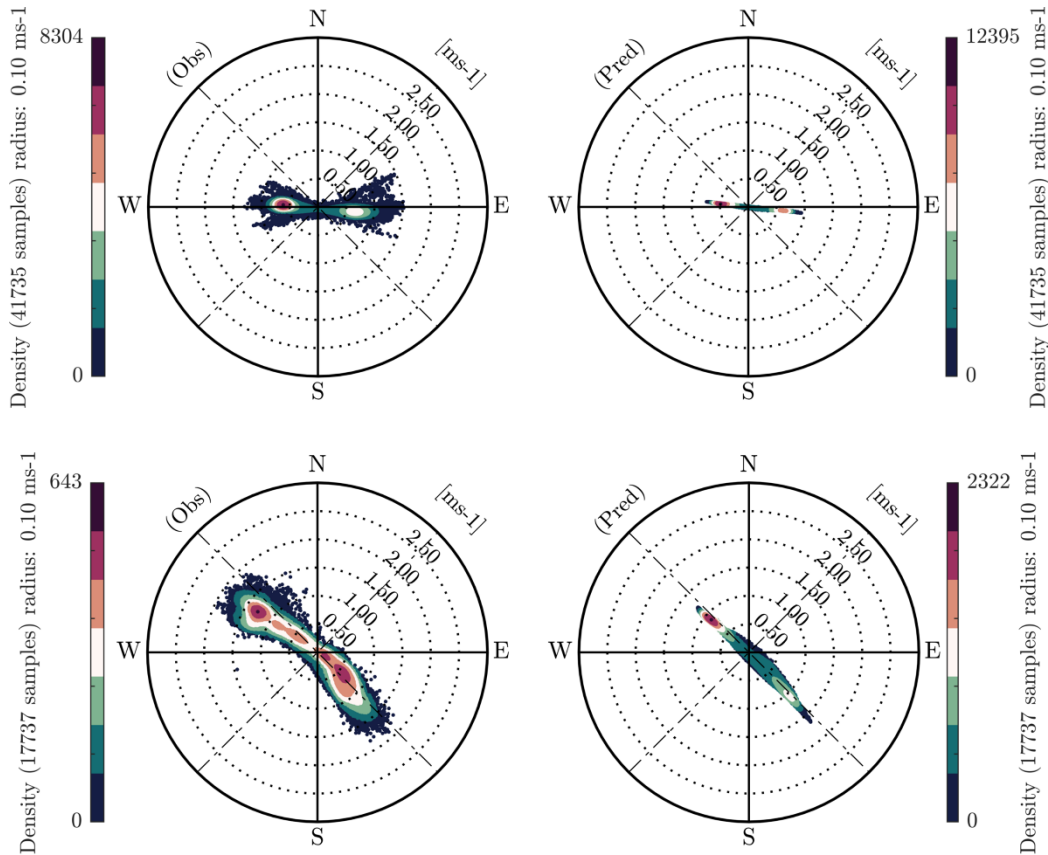 N
N
8304
12395
(Obs)
[ms-1]
(Pred)
[ms-1]
2.50
2.00
1.50
1.00
0.50
2.50
2.00
1.50
1.00
0.50
W
E
W
E
Density (41735 samples) radius: 0.10 ms-1
Density (41735 samples) radius: 0.10 ms-1
0
0
S
S
N
N
643
2322
(Obs)
[ms-1]
(Pred)
[ms-1]
2.50
2.00
1.50
1.00
0.50
2.50
2.00
1.50
1.00
0.50
W
E
W
E
Density (17737 samples) radius: 0.10 ms-1
Density (17737 samples) radius: 0.10 ms-1
0
0
S
S